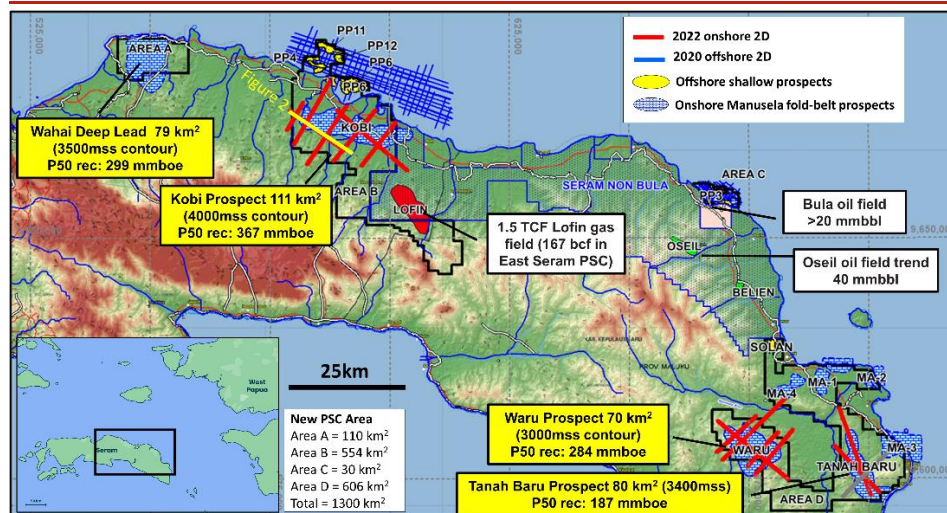 525,000
625,000
2022 onshore 2D
2020 offshore 2D
Offshore shallow prospects
Onshore Manusela fold-belt prospects
AREA A
PP11
PP12
PP4
PP6
PP6
Figure 2
KOBI
Wahai Deep Lead 79 km²
(3500mss contour)
P50 rec: 299 mmboe
Kobi Prospect 111 km²
(4000mss contour)
P50 rec: 367 mmboe
AREA B
LOFIN
SERAM NON BULA
AREA C
PP3
Bula oil field
>20 mmbbl
1.5 TCF Lofin gas
field (167 bcf in
East Seram PSC)
9,650,000
OSEIL
Oseil oil field trend
40 mmbbl
BELIEN
SOLAN
PROV. MALUKU
MA-1
MA-2
MA-4
MA-3
West
Papua
Seram
25km
New PSC Area
Area A = 110 km²
Area B = 554 km²
Area C = 30 km²
Area D = 606 km²
Total = 1300 km²
Waru Prospect 70 km²
(3000mss contour)
P50 rec: 284 mmboe
WARU
TANAH BARU
Tanah Baru Prospect 80 km² (3400mss)
P50 rec: 187 mmboe
AREA D